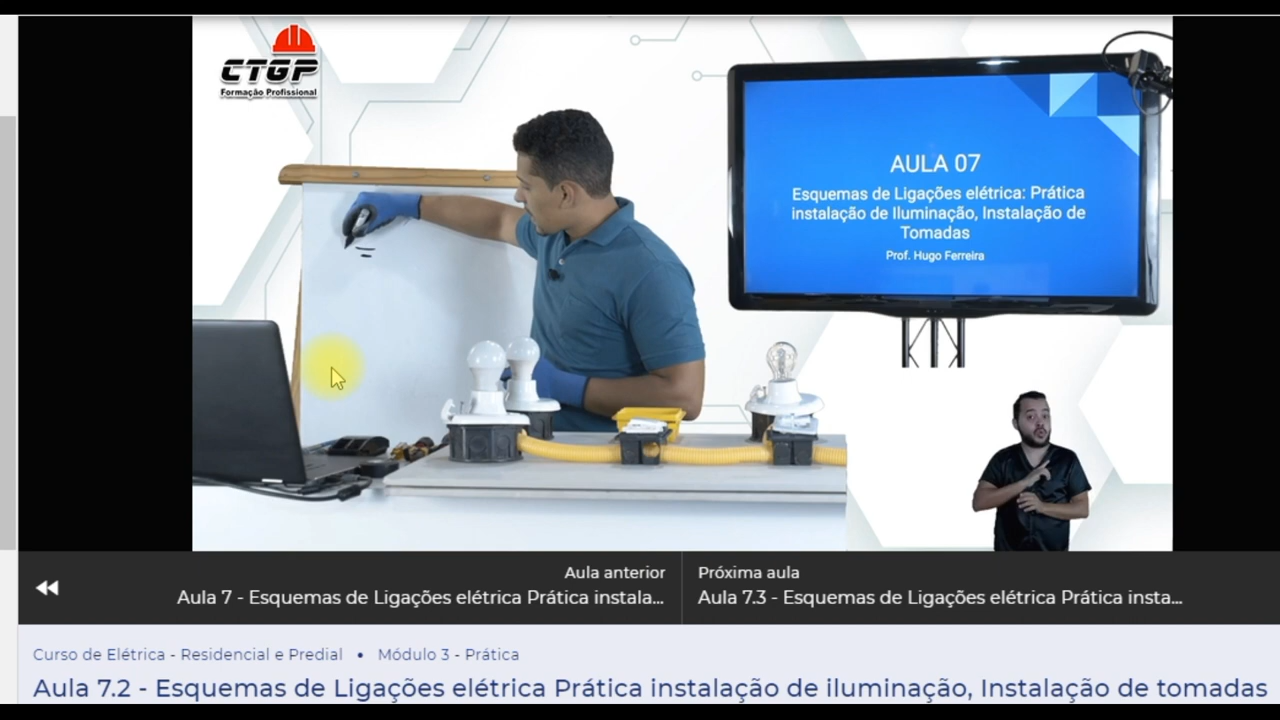 CTGP
Formação Profissional
AULA 07
Esquemas de Ligações elétrica: Prática
instalação de Iluminação, Instalação de
Tomadas
Prof. Hugo Ferreira
Aula anterior
Aula 7 - Esquemas de Ligações elétrica Prática instala...
Próxima aula
Aula 7.3 - Esquemas de Ligações elétrica Prática insta...
Curso de Elétrica - Residencial e Predial • Módulo 3 - Prática
Aula 7.2 - Esquemas de Ligações elétrica Prática instalação de iluminação, Instalação de tomadas